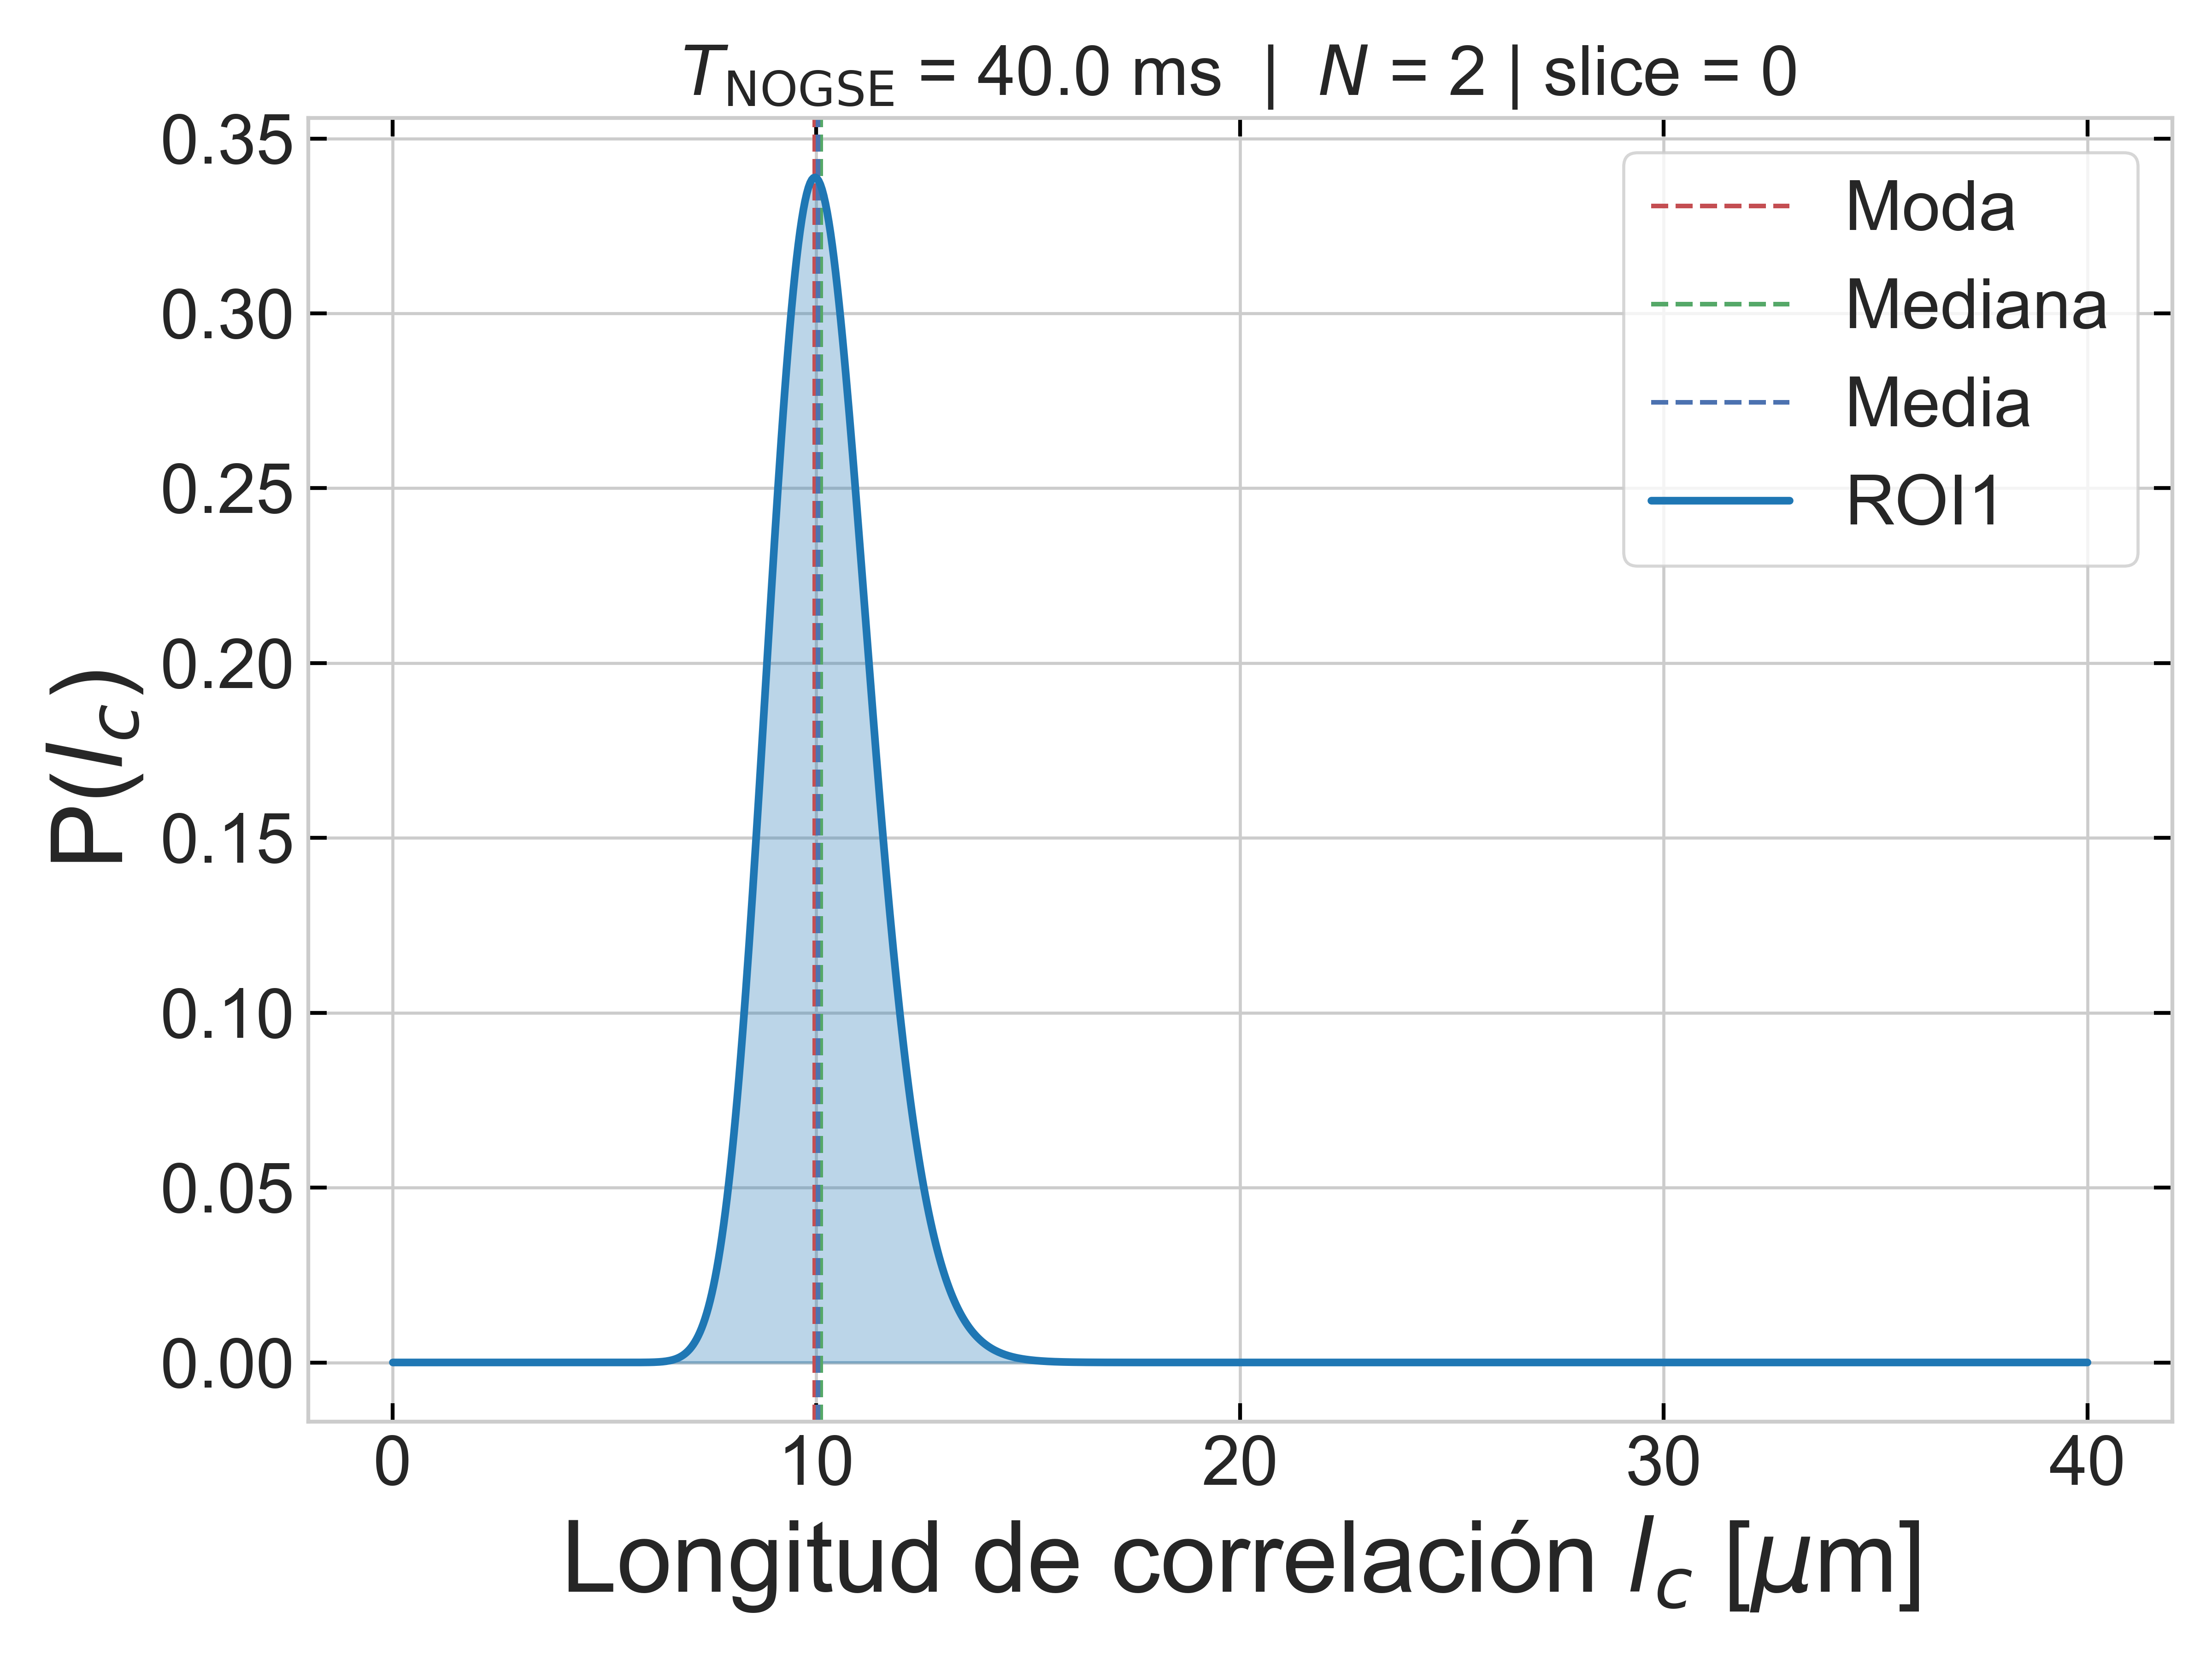 T_NOGSE = 40.0 ms | N = 2 | slice = 0
0.35
0.30
0.25
0.20
0.15
0.10
0.05
0.00
P(l_c)
Moda
Mediana
Media
ROI1
0 10 20 30 40
Longitud de correlación l_c [μm]